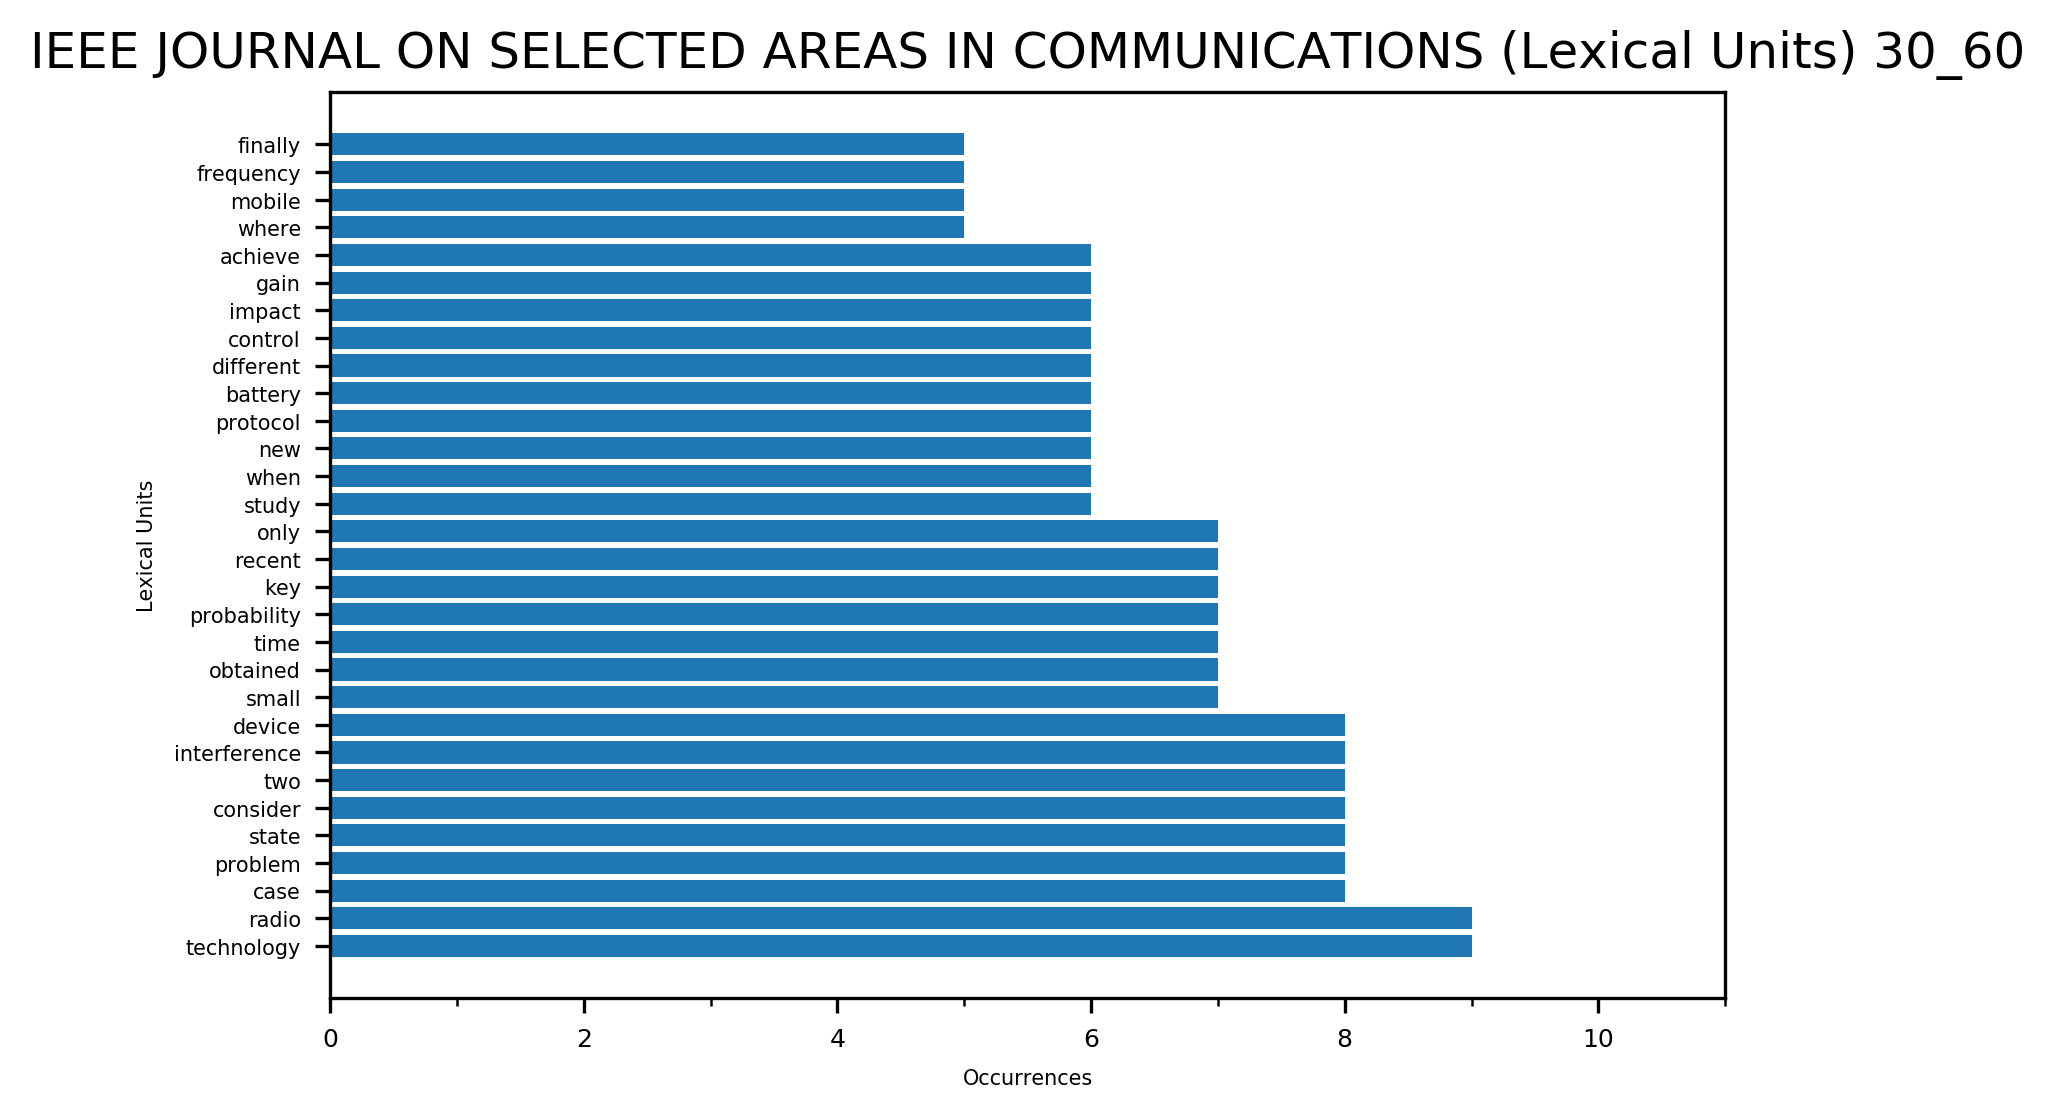 IEEE JOURNAL ON SELECTED AREAS IN COMMUNICATIONS (Lexical Units) 30_60
Lexical Units
finally
frequency
mobile
where
achieve
gain
impact
control
different
battery
protocol
new
when
study
only
recent
key
probability
time
obtained
small
device
interference
two
consider
state
problem
case
radio
technology
0 2 4 6 8 10
Occurrences